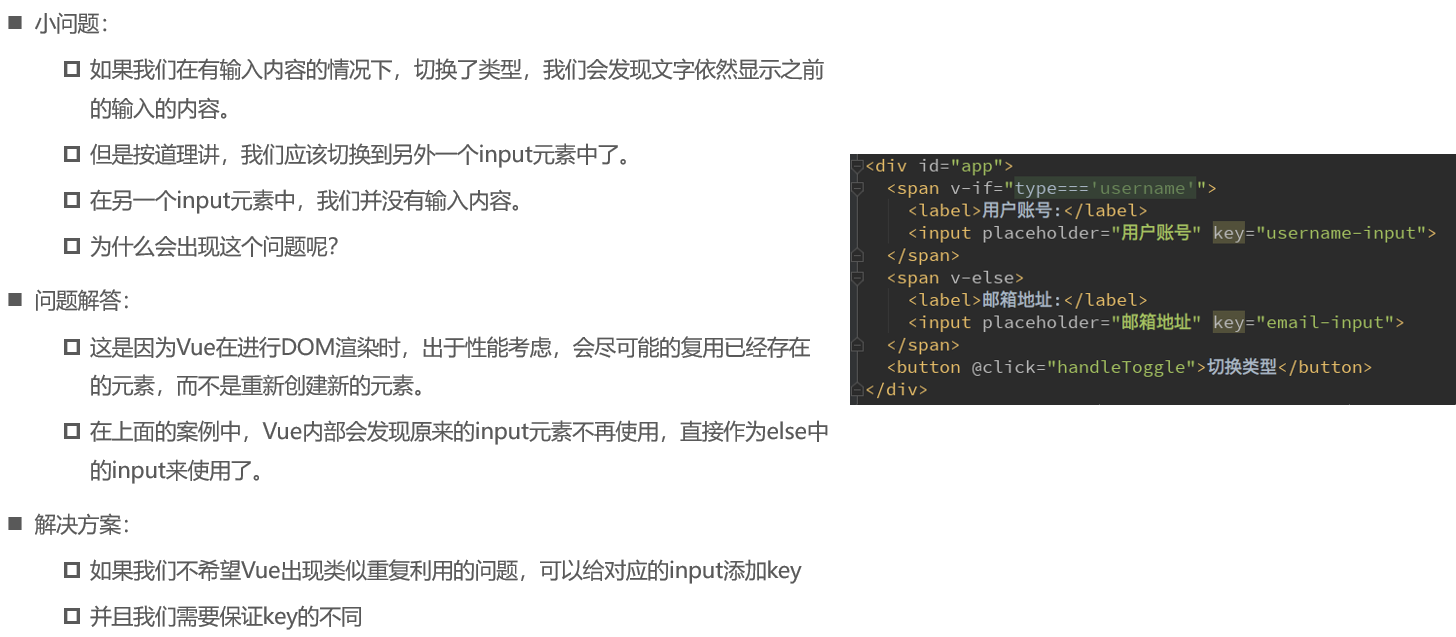 小问题：
如果我们在有输入内容的情况下，切换了类型，我们会发现文字依然显示之前
的输入的内容。
但是按道理讲，我们应该切换到另外一个input元素中了。
在另一个input元素中，我们并没有输入内容。
为什么会出现这个问题呢？
问题解答：
这是因为Vue在进行DOM渲染时，出于性能考虑，会尽可能的复用已经存在
的元素，而不是重新创建新的元素。
在上面的案例中，Vue内部会发现原来的input元素不再使用，直接作为else中
的input来使用了。
解决方案：
如果我们不希望Vue出现类似重复利用的问题，可以给对应的input添加key
并且我们需要保证key的不同
<div id="app">
<span v-if="type==='username'">
<label>用户账号:</label>
<input placeholder="用户账号" key="username-input">
</span>
<span v-else>
<label>邮箱地址:</label>
<input placeholder="邮箱地址" key="email-input">
</span>
<button @click="handleToggle">切换类型</button>
</div>